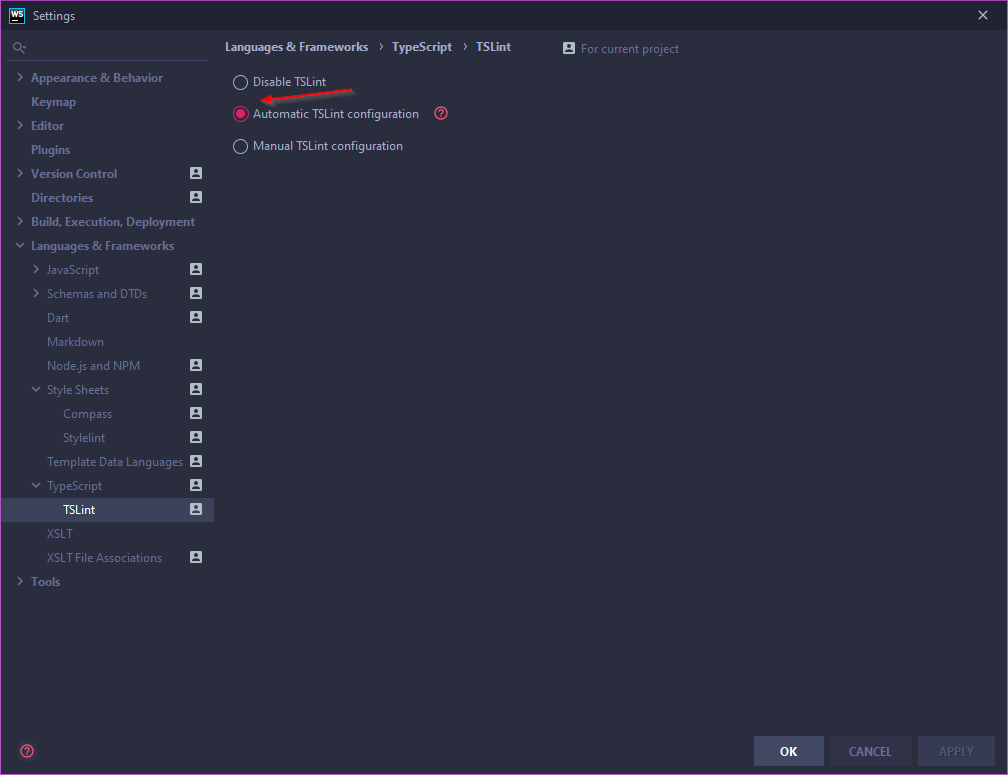 WS Settings
Languages & Frameworks › TypeScript › TSLint For current project
Disable TSLint
Automatic TSLint configuration ?
Manual TSLint configuration
Appearance & Behavior
Keymap
Editor
Plugins
Version Control
Directories
Build, Execution, Deployment
Languages & Frameworks
JavaScript
Schemas and DTDs
Dart
Markdown
Node.js and NPM
Style Sheets
Compass
Stylelint
Template Data Languages
TypeScript
TSLint
XSLT
XSLT File Associations
Tools
? OK CANCEL APPLY